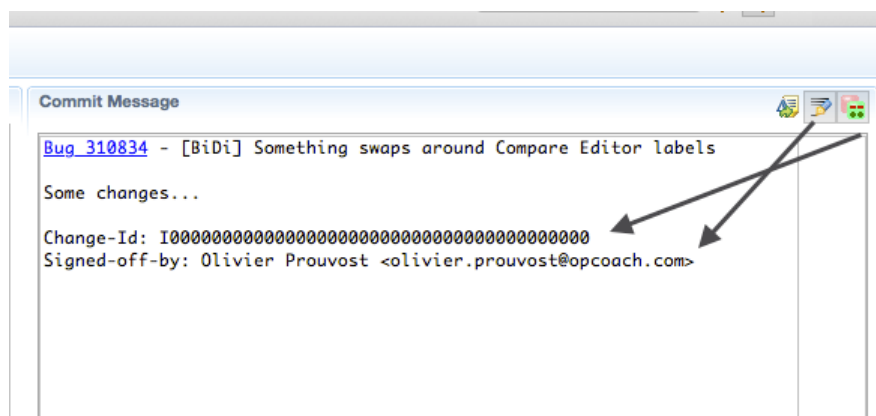 Commit Message
Bug 310834 - [BiDi] Something swaps around Compare Editor labels
Some changes...
Change-Id: I0000000000000000000000000000000000000000
Signed-off-by: Olivier Prouvost <olivier.prouvost@opcoach.com>